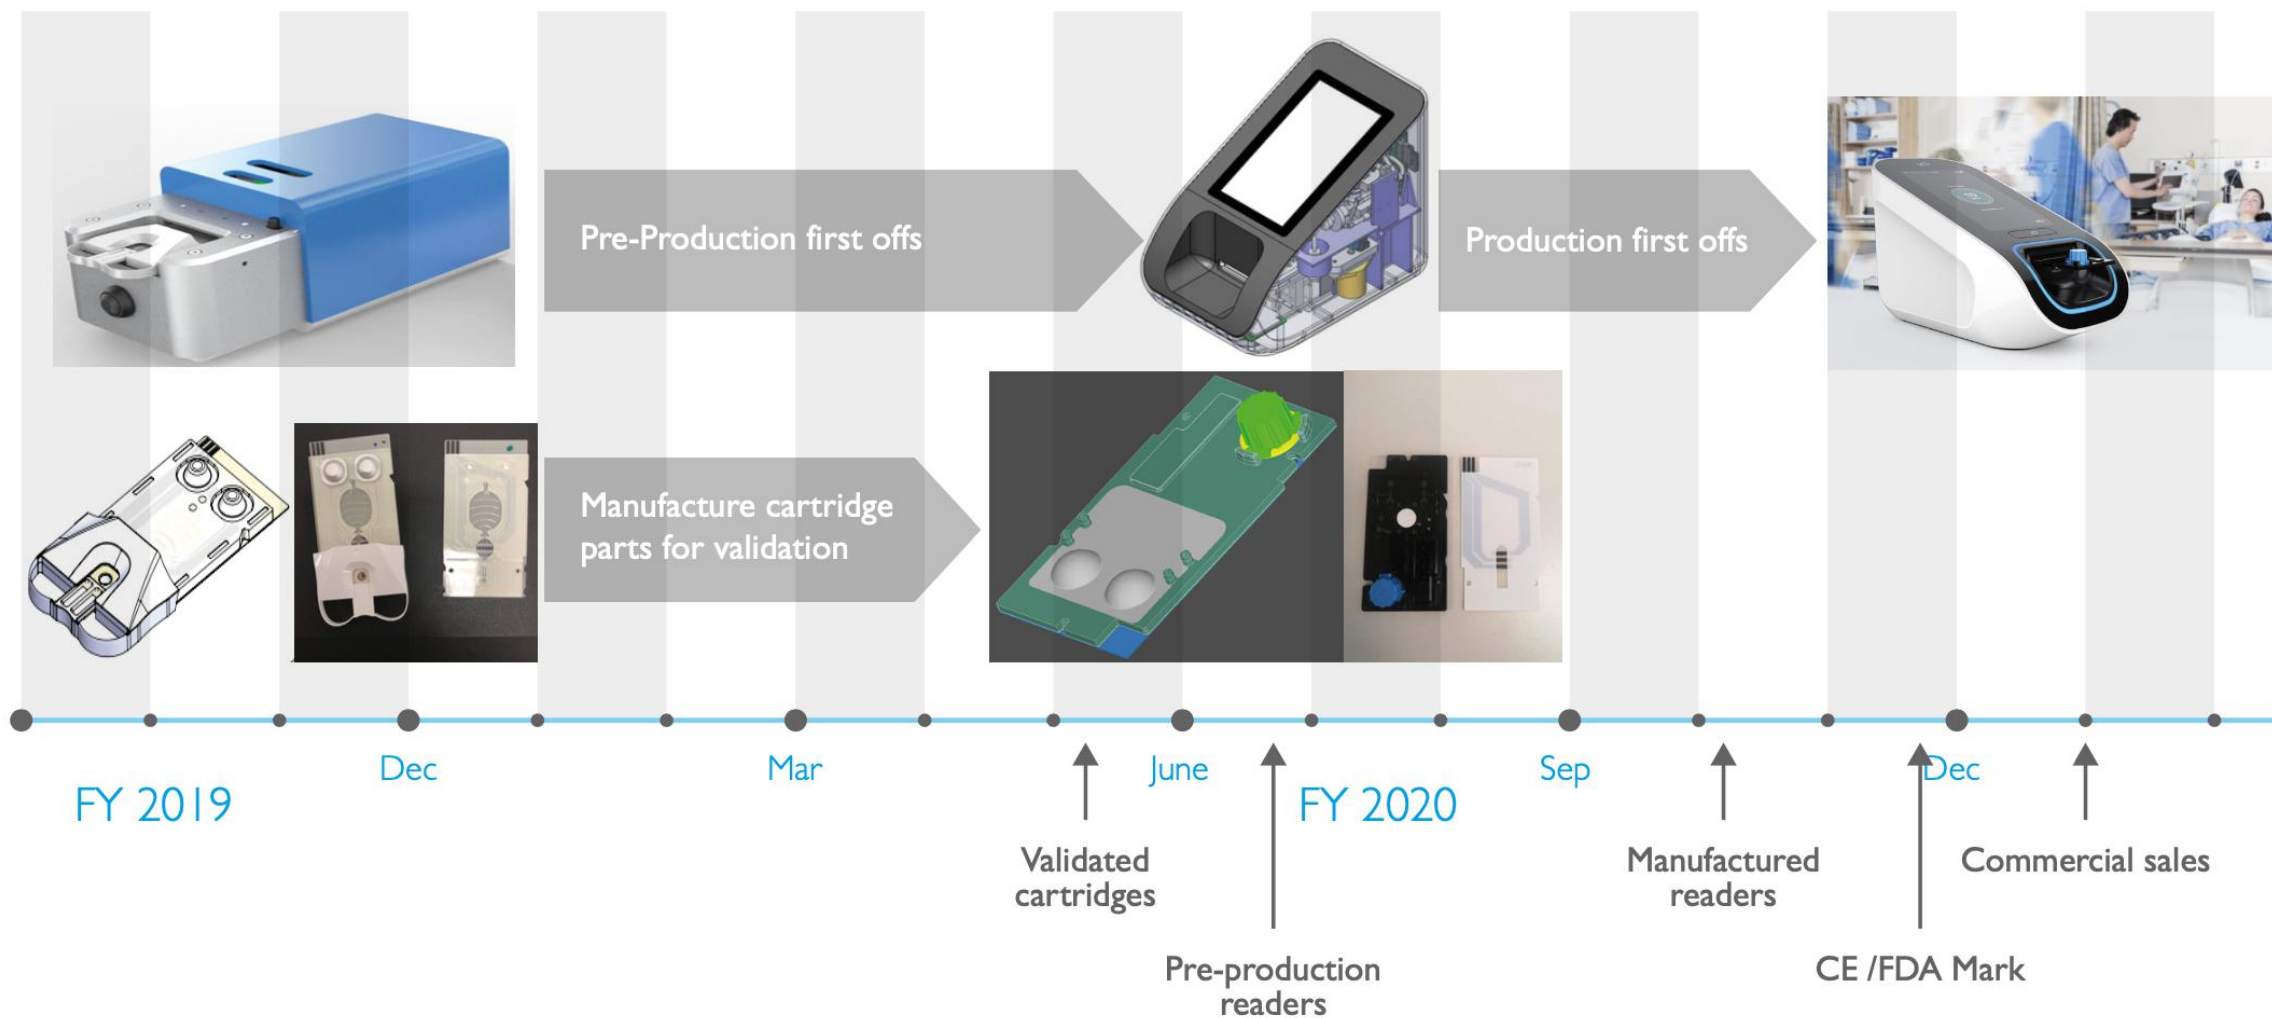 Pre-Production first offs
Production first offs
Manufacture cartridge
parts for validation
Dec
Mar
June
Sep
Dec
FY 2019
FY 2020
Validated
cartridges
Manufactured
readers
Commercial sales
Pre-production
readers
CE /FDA Mark